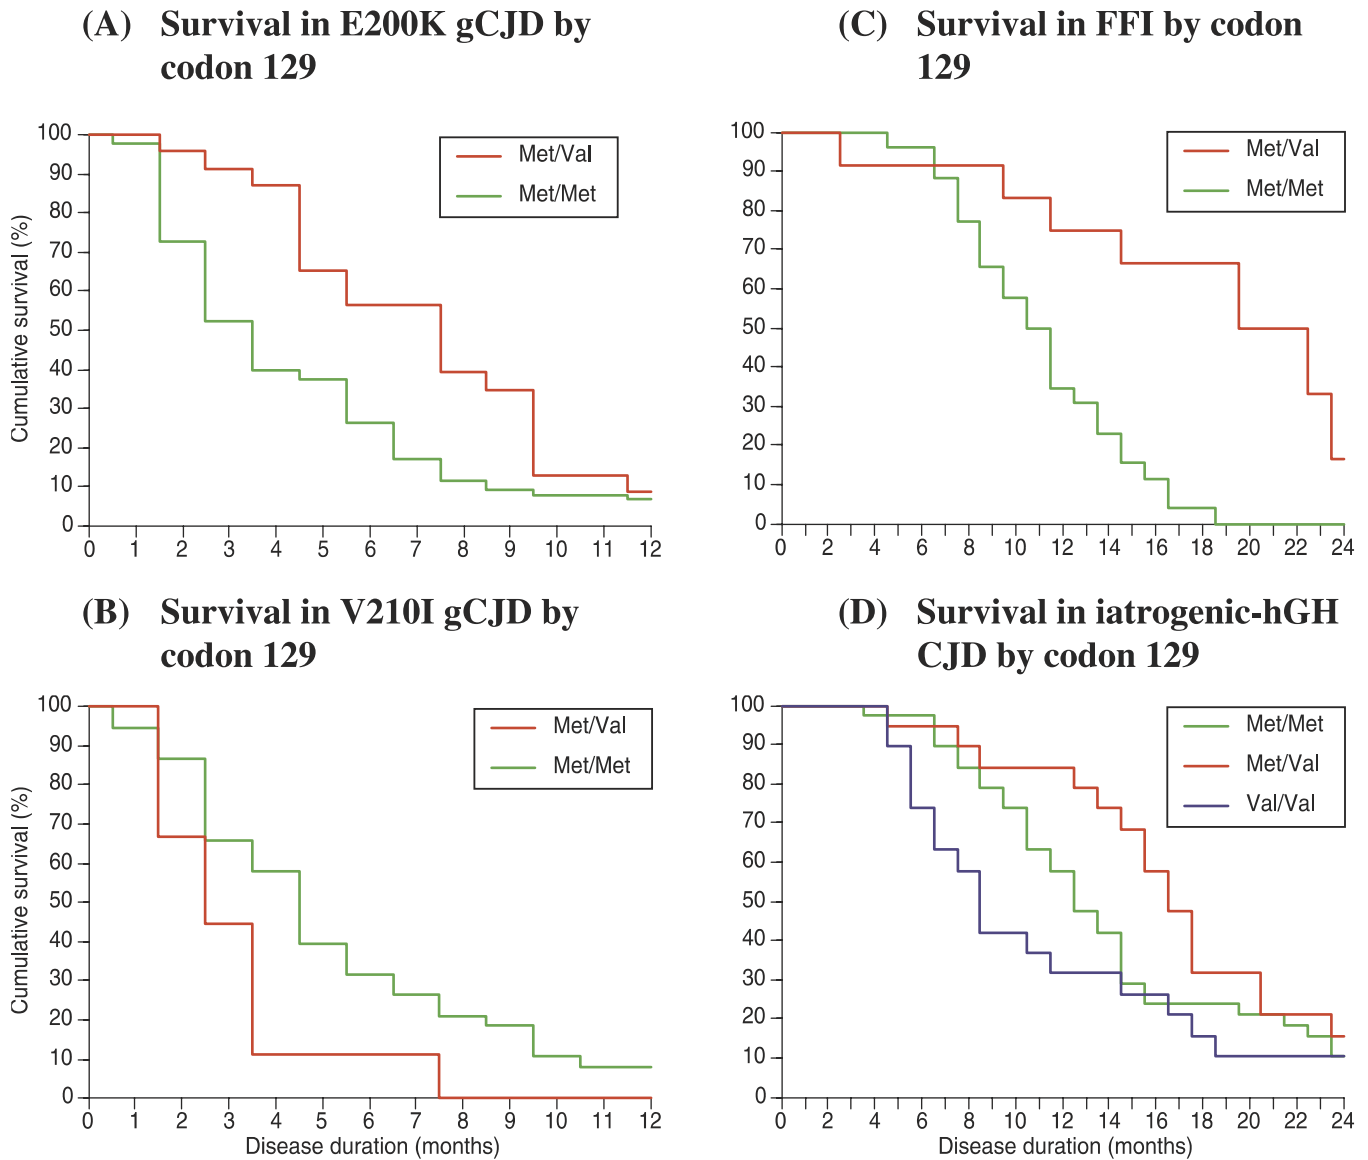 (A) Survival in E200K gCJD by
codon 129
100
90
80
70
60
50
40
30
20
10
0
Cumulative survival (%)
Met/Val
Met/Met
0 1 2 3 4 5 6 7 8 9 10 11 12
(B) Survival in V210I gCJD by
codon 129
100
90
80
70
60
50
40
30
20
10
0
Cumulative survival (%)
Met/Val
Met/Met
0 1 2 3 4 5 6 7 8 9 10 11 12
Disease duration (months)
(C) Survival in FFI by codon
129
100
90
80
70
60
50
40
30
20
10
0
Met/Val
Met/Met
0 2 4 6 8 10 12 14 16 18 20 22 24
(D) Survival in iatrogenic-hGH
CJD by codon 129
100
90
80
70
60
50
40
30
20
10
0
Met/Met
Met/Val
Val/Val
0 2 4 6 8 10 12 14 16 18 20 22 24
Disease duration (months)